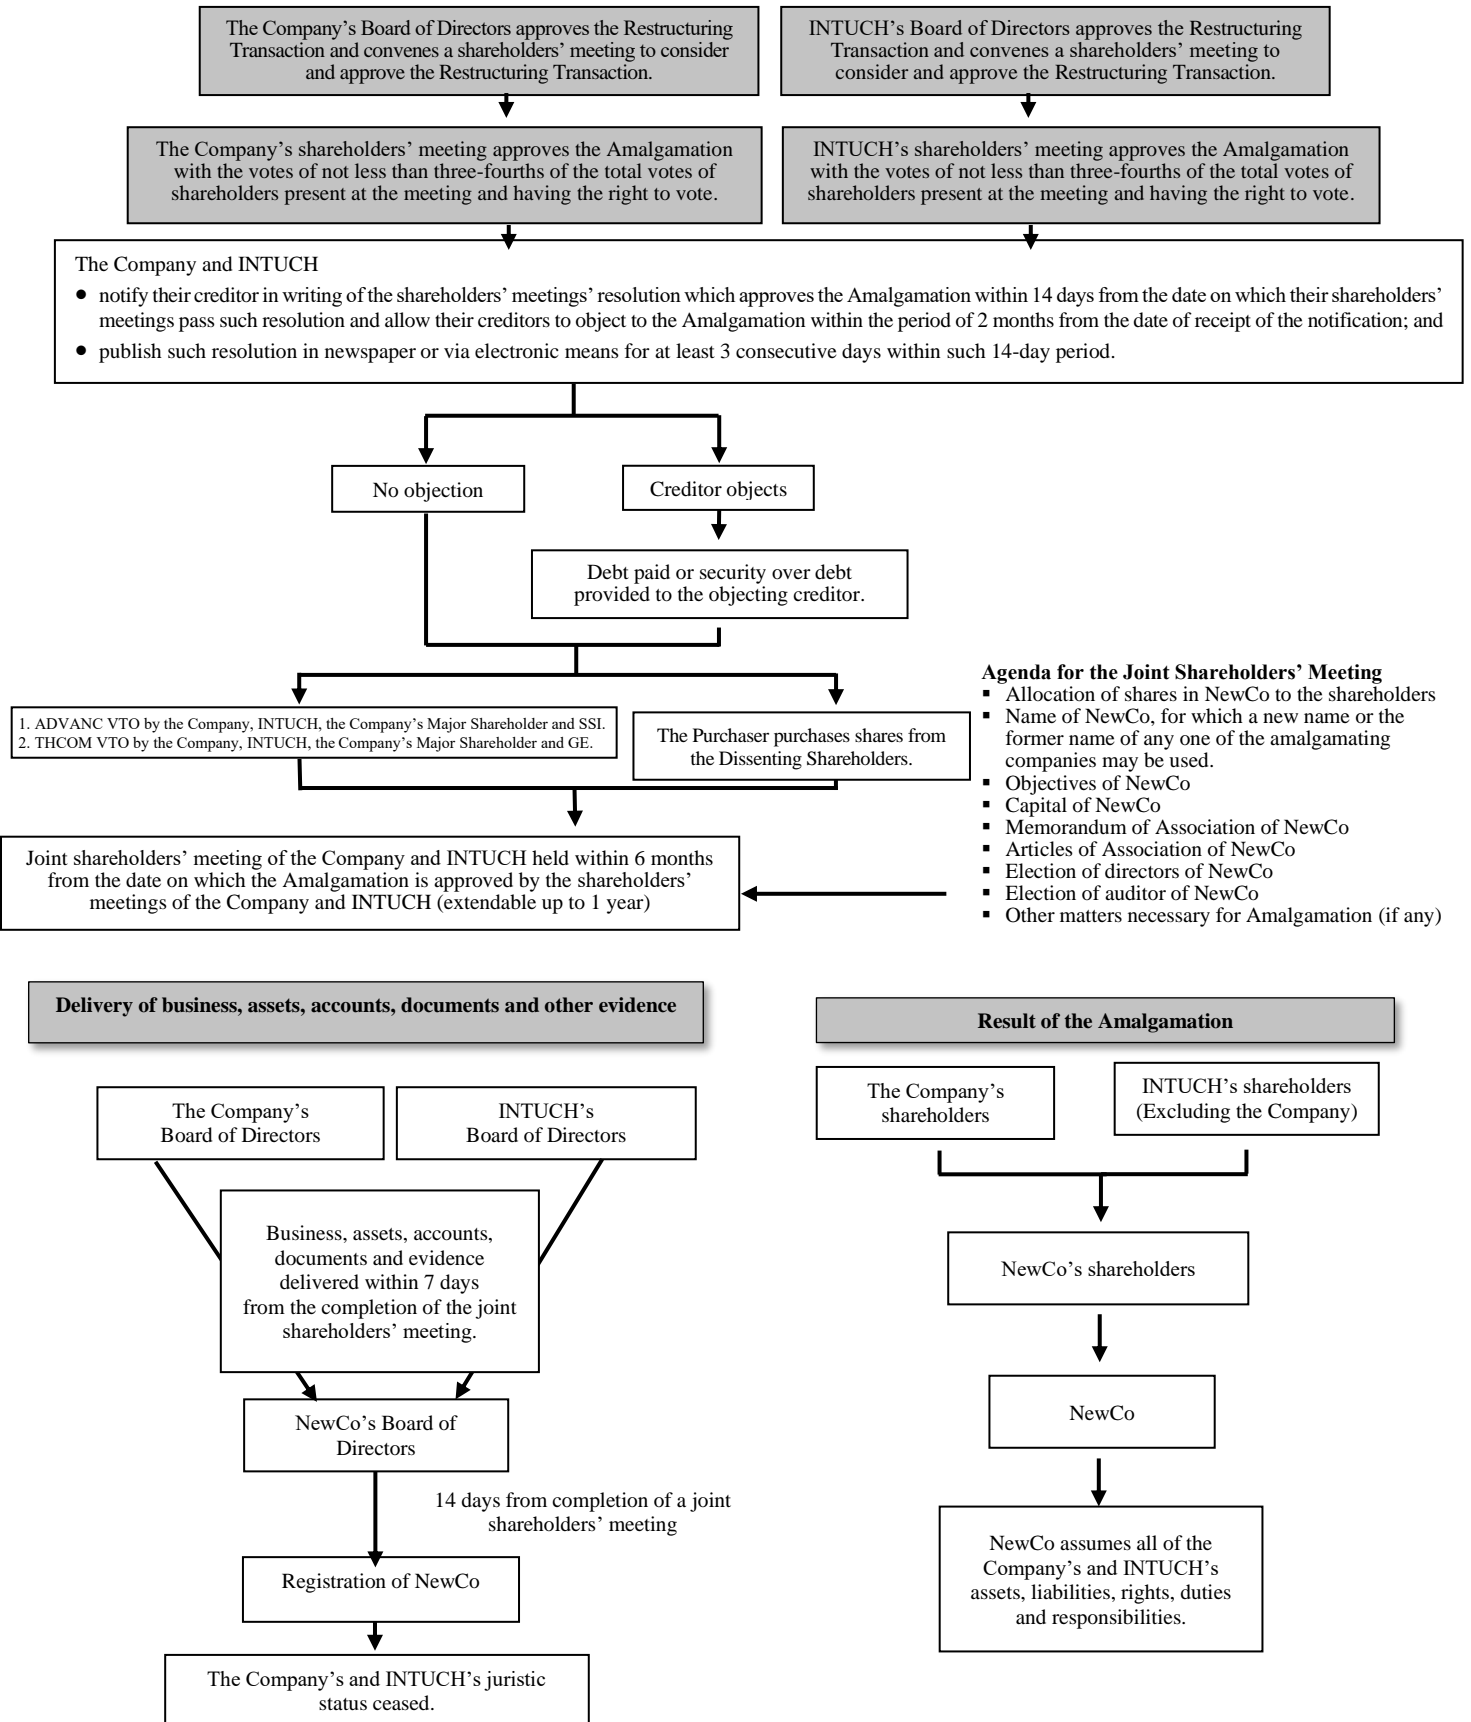 The Company's Board of Directors approves the Restructuring
Transaction and convenes a shareholders' meeting to consider
and approve the Restructuring Transaction.
INTUCH's Board of Directors approves the Restructuring
Transaction and convenes a shareholders' meeting to
consider and approve the Restructuring Transaction.
The Company's shareholders' meeting approves the Amalgamation
with the votes of not less than three-fourths of the total votes of
shareholders present at the meeting and having the right to vote.
INTUCH's shareholders' meeting approves the Amalgamation
with the votes of not less than three-fourths of the total votes of
shareholders present at the meeting and having the right to vote.
The Company and INTUCH
● notify their creditor in writing of the shareholders' meetings' resolution which approves the Amalgamation within 14 days from the date on which their shareholders'
meetings pass such resolution and allow their creditors to object to the Amalgamation within the period of 2 months from the date of receipt of the notification; and
● publish such resolution in newspaper or via electronic means for at least 3 consecutive days within such 14-day period.
No objection
Creditor objects
Debt paid or security over debt
provided to the objecting creditor.
1. ADVANC VTO by the Company, INTUCH, the Company's Major Shareholder and SSI.
2. THCOM VTO by the Company, INTUCH, the Company's Major Shareholder and GE.
The Purchaser purchases shares from
the Dissenting Shareholders.
Agenda for the Joint Shareholders' Meeting
▪ Allocation of shares in NewCo to the shareholders
▪ Name of NewCo, for which a new name or the
former name of any one of the amalgamating
companies may be used.
▪ Objectives of NewCo
▪ Capital of NewCo
▪ Memorandum of Association of NewCo
▪ Articles of Association of NewCo
▪ Election of directors of NewCo
▪ Election of auditor of NewCo
▪ Other matters necessary for Amalgamation (if any)
Joint shareholders' meeting of the Company and INTUCH held within 6 months
from the date on which the Amalgamation is approved by the shareholders'
meetings of the Company and INTUCH (extendable up to 1 year)
Delivery of business, assets, accounts, documents and other evidence
The Company's
Board of Directors
INTUCH's
Board of Directors
Business, assets, accounts,
documents and evidence
delivered within 7 days
from the completion of the joint
shareholders' meeting.
NewCo's Board of
Directors
14 days from completion of a joint
shareholders' meeting
Registration of NewCo
The Company's and INTUCH's juristic
status ceased.
Result of the Amalgamation
The Company's
shareholders
INTUCH's shareholders
(Excluding the Company)
NewCo's shareholders
NewCo
NewCo assumes all of the
Company's and INTUCH's
assets, liabilities, rights, duties
and responsibilities.